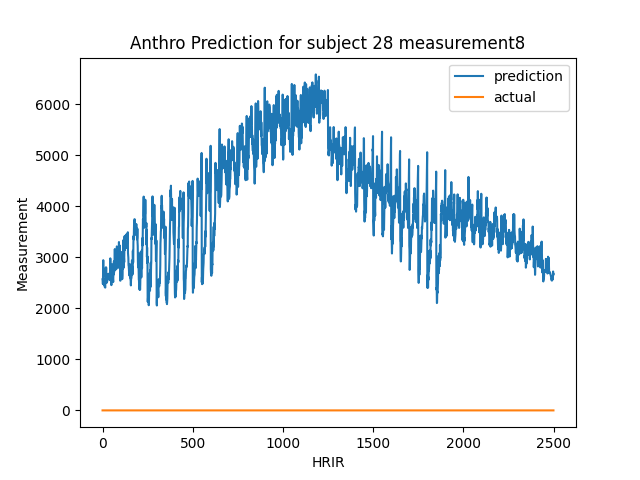 Anthro Prediction for subject 28 measurement8
prediction
actual
Measurement
6000
5000
4000
3000
2000
1000
0
0 500 1000 1500 2000 2500
HRIR